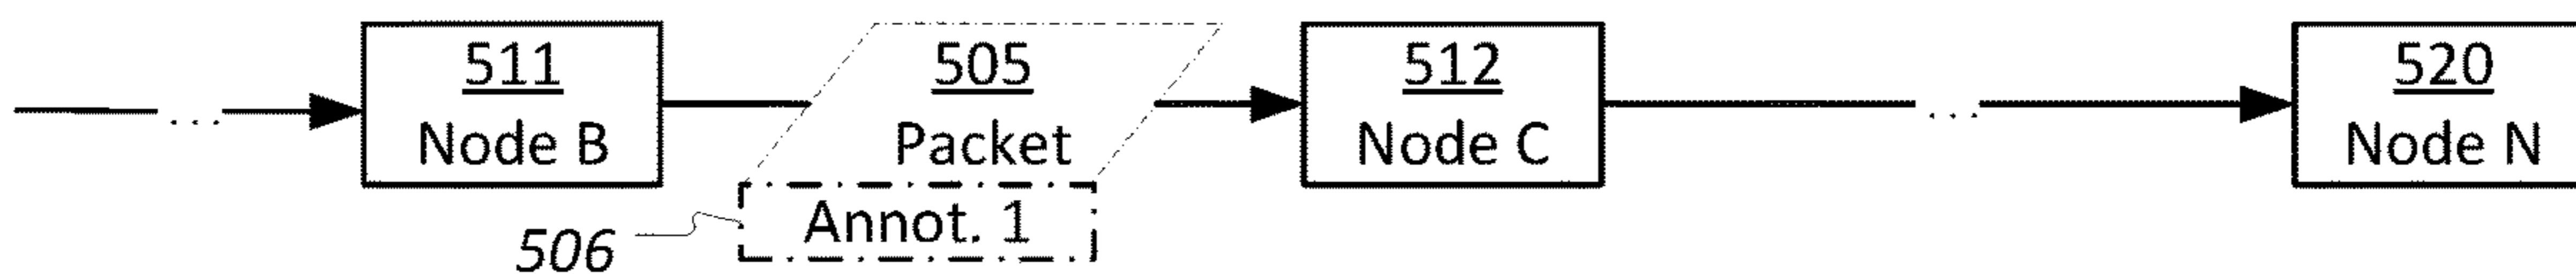 511
Node B
505
Packet
Annot. 1
506
512
Node C
...
...
520
Node N